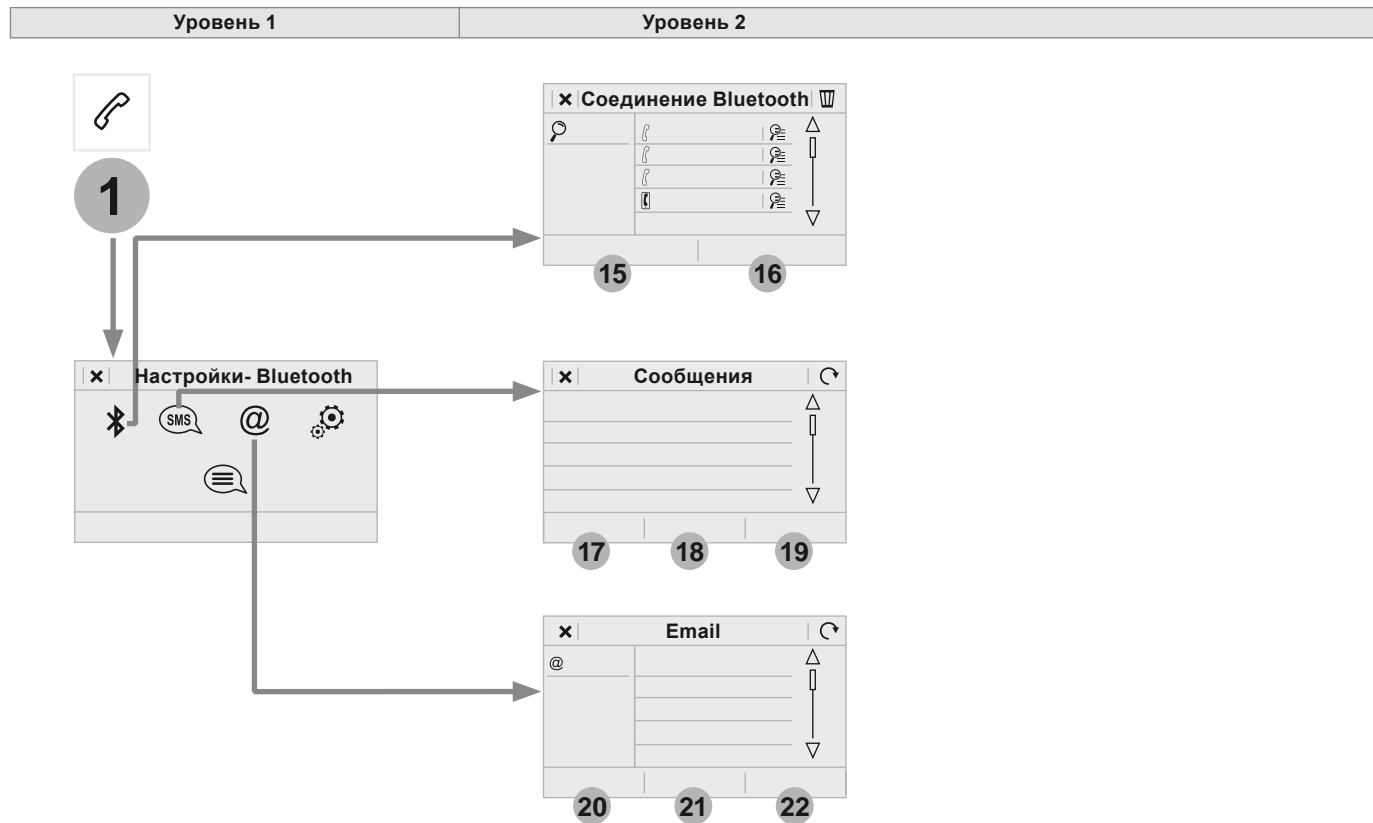 Уровень 1 Уровень 2
Соединение Bluetooth
1
15 16
Настройки- Bluetooth
SMS @
Сообщения
17 18 19
Email
@
20 21 22